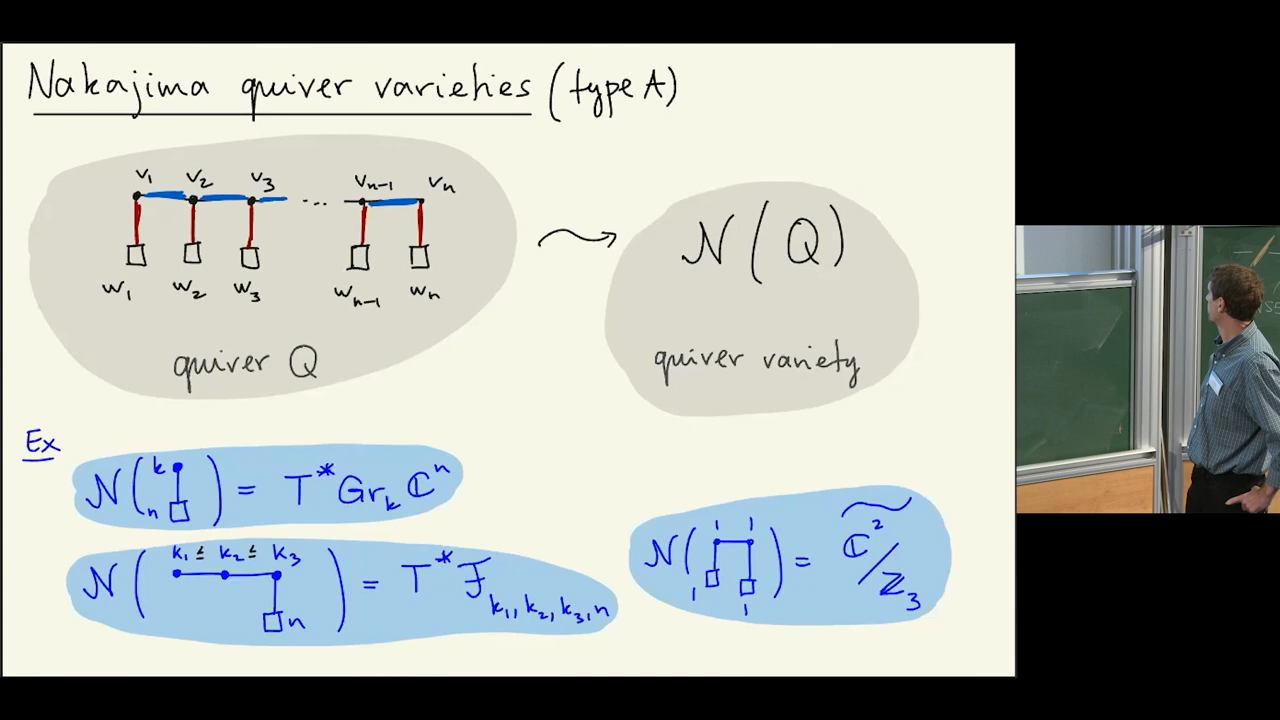 Nakajima quiver varieties (type A)
v₁ v₂ v₃ ... vₙ₋₁ vₙ
w₁ w₂ w₃ wₙ₋₁ wₙ
quiver Q
N(Q)
quiver variety
Ex
N(k n) = T*Grₖ ℂⁿ
N(k₁ ≤ k₂ ≤ k₃ n) = T*F k₁,k₂,k₃,n
N(1 1 1 1) = ℂ²/ℤ₃